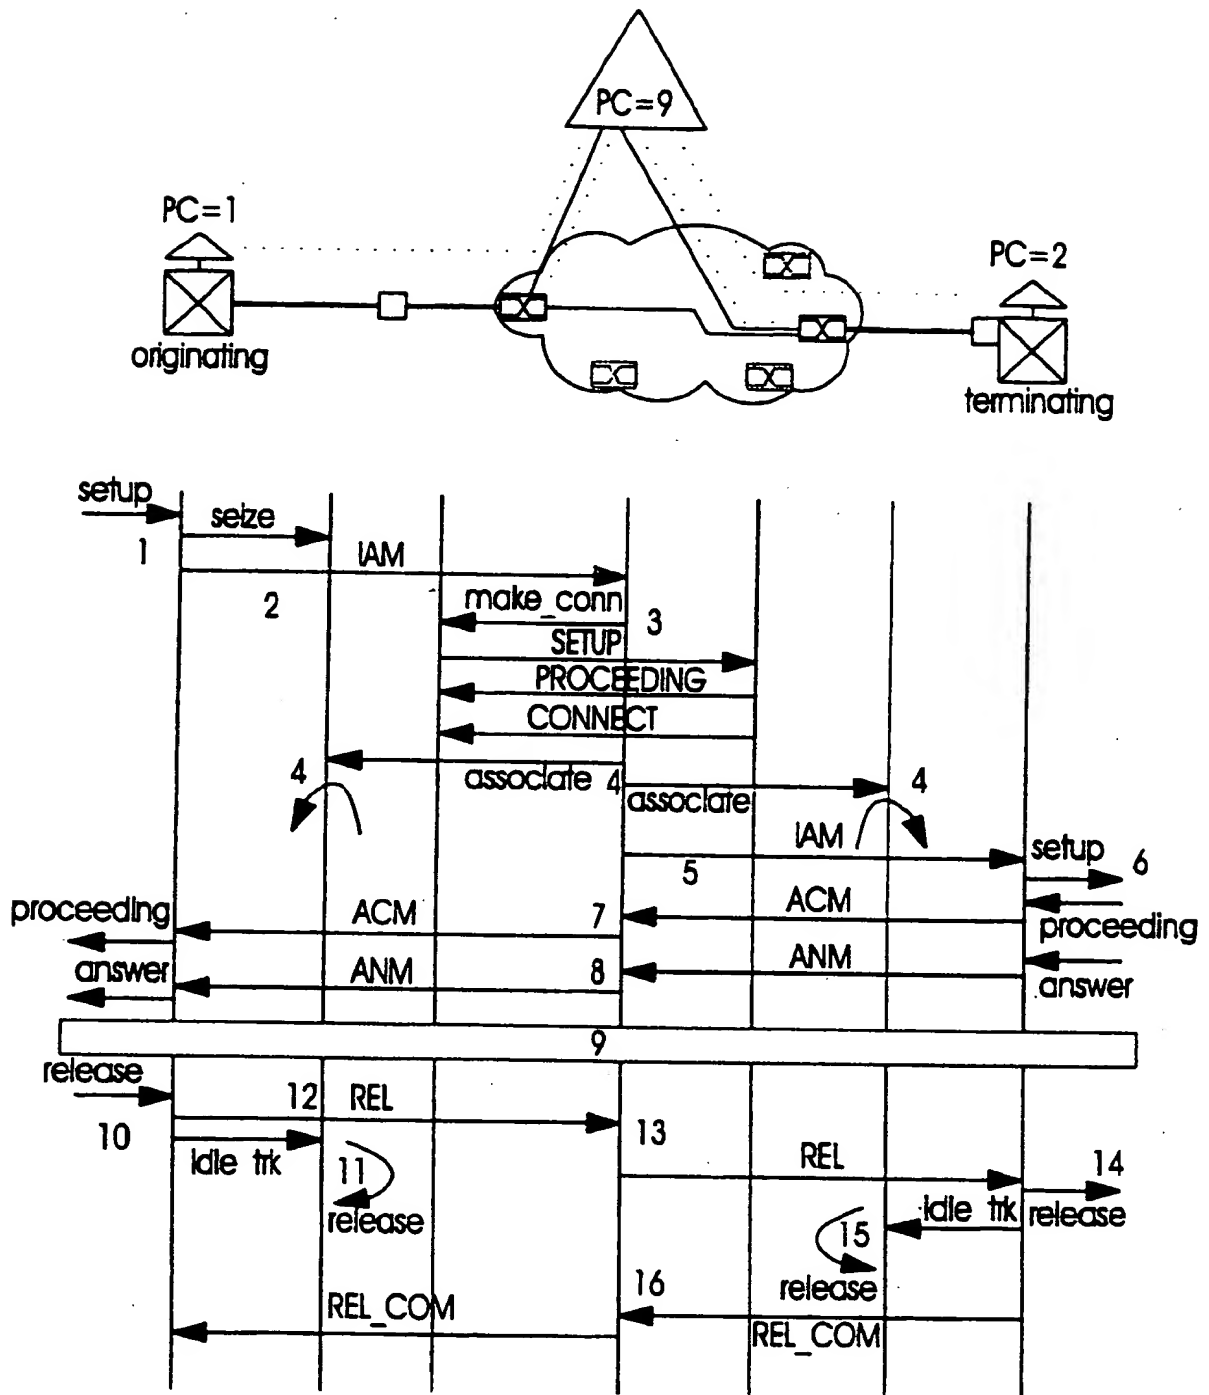 PC=9
PC=1
PC=2
originating
terminating
setup
seize
1
IAM
2
make_conn
3
SETUP
PROCEEDING
CONNECT
4
associate
4
associate
4
IAM
setup
6
5
proceeding
ACM
7
ACM
proceeding
answer
ANM
8
ANM
answer
9
release
12
REL
10
13
idle trk
11
REL
14
release
idle trk
release
15
release
16
REL_COM
REL_COM